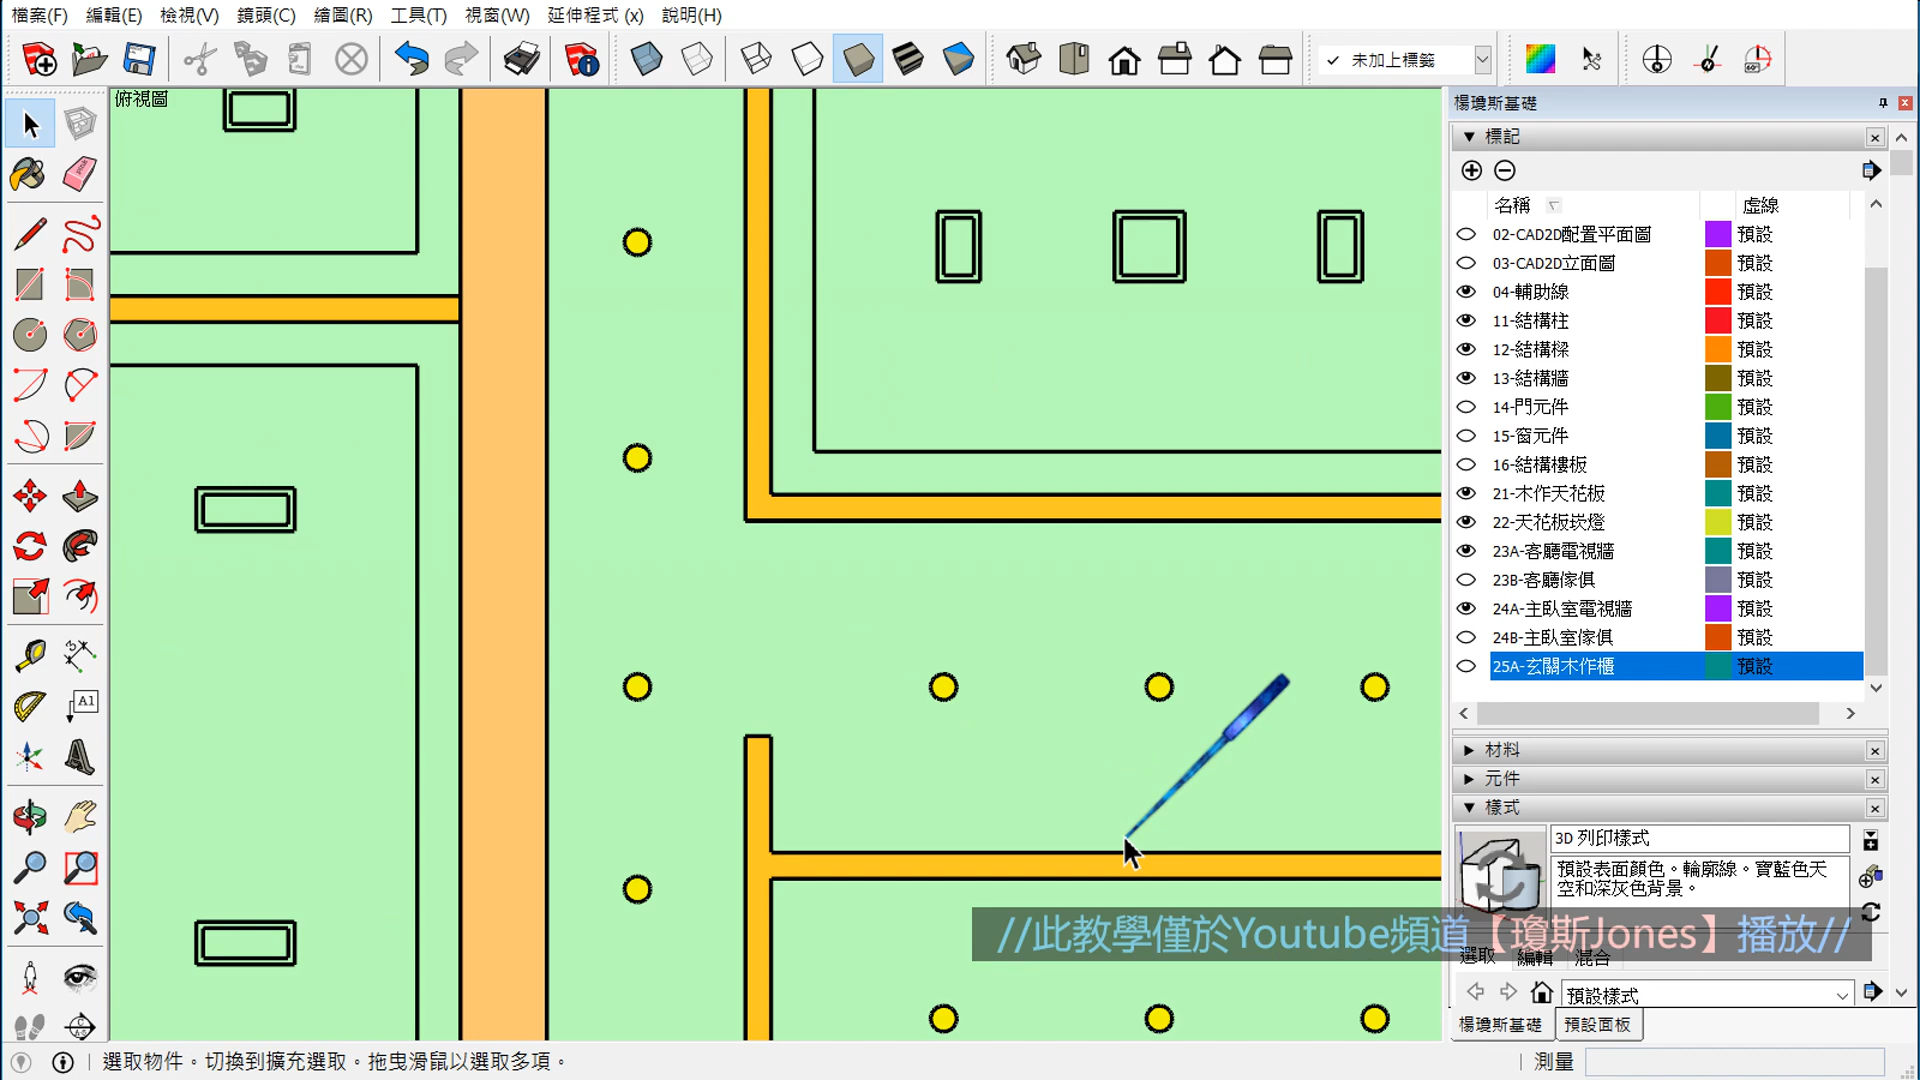 檔案(F) 編輯(E) 檢視(V) 鏡頭(C) 繪圖(R) 工具(T) 視窗(W) 延伸程式 (x) 說明(H)
未加上標籤
俯視圖
楊瓊斯基礎
標記
名稱 虛線
02-CAD2D配置平面圖 預設
03-CAD2D立面圖 預設
04-輔助線 預設
11-結構柱 預設
12-結構樑 預設
13-結構牆 預設
14-門元件 預設
15-窗元件 預設
16-結構樓板 預設
21-木作天花板 預設
22-天花板崁燈 預設
23A-客廳電視牆 預設
23B-客廳傢俱 預設
24A-主臥室電視牆 預設
24B-主臥室傢俱 預設
25A-玄關木作櫃 預設
材料
元件
樣式
3D 列印樣式
預設表面顏色。輪廓線。寶藍色天
空和深灰色背景。
//此教學僅於Youtube頻道【瓊斯Jones】播放//
選取 編輯 混合
預設樣式
楊瓊斯基礎 預設面板
選取物件。切換到擴充選取。拖曳滑鼠以選取多項。
測量